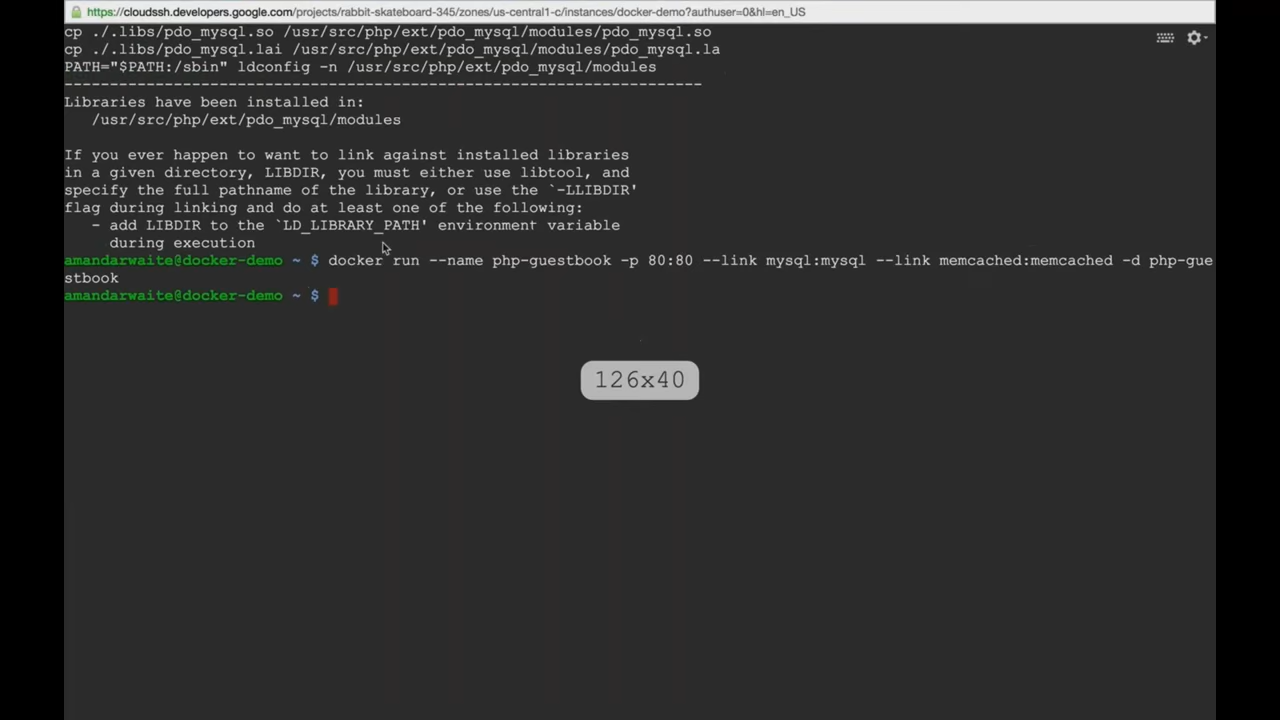 https://cloudssh.developers.google.com/projects/rabbit-skateboard-345/zones/us-central1-c/instances/docker-demo?authuser=0&hl=en_US
cp ./.libs/pdo_mysql.so /usr/src/php/ext/pdo_mysql/modules/pdo_mysql.so
cp ./.libs/pdo_mysql.lai /usr/src/php/ext/pdo_mysql/modules/pdo_mysql.la
PATH="$PATH:/sbin" ldconfig -n /usr/src/php/ext/pdo_mysql/modules
----------------------------------------------------------------------
Libraries have been installed in:
   /usr/src/php/ext/pdo_mysql/modules

If you ever happen to want to link against installed libraries
in a given directory, LIBDIR, you must either use libtool, and
specify the full pathname of the library, or use the `-LLIBDIR'
flag during linking and do at least one of the following:
   - add LIBDIR to the `LD_LIBRARY_PATH' environment variable
     during execution
amandarwaite@docker-demo ~ $ docker run --name php-guestbook -p 80:80 --link mysql:mysql --link memcached:memcached -d php-gue
stbook
amandarwaite@docker-demo ~ $
126x40